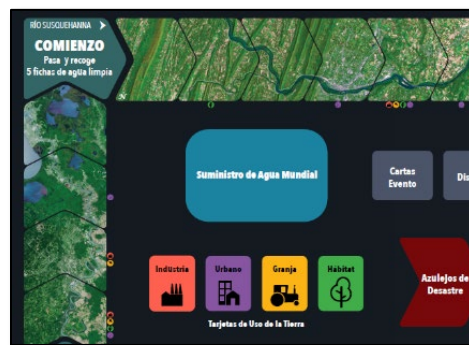 RÍO SUSQUEHANNA
COMIENZO
Pasa y recoge
5 fichas de agua limpia
Suministro de Agua Mundial
Cartas
Evento
Industria
Urbano
Granja
Hábitat
Azulejos de
Desastre
Tarjetas de Uso de la Tierra